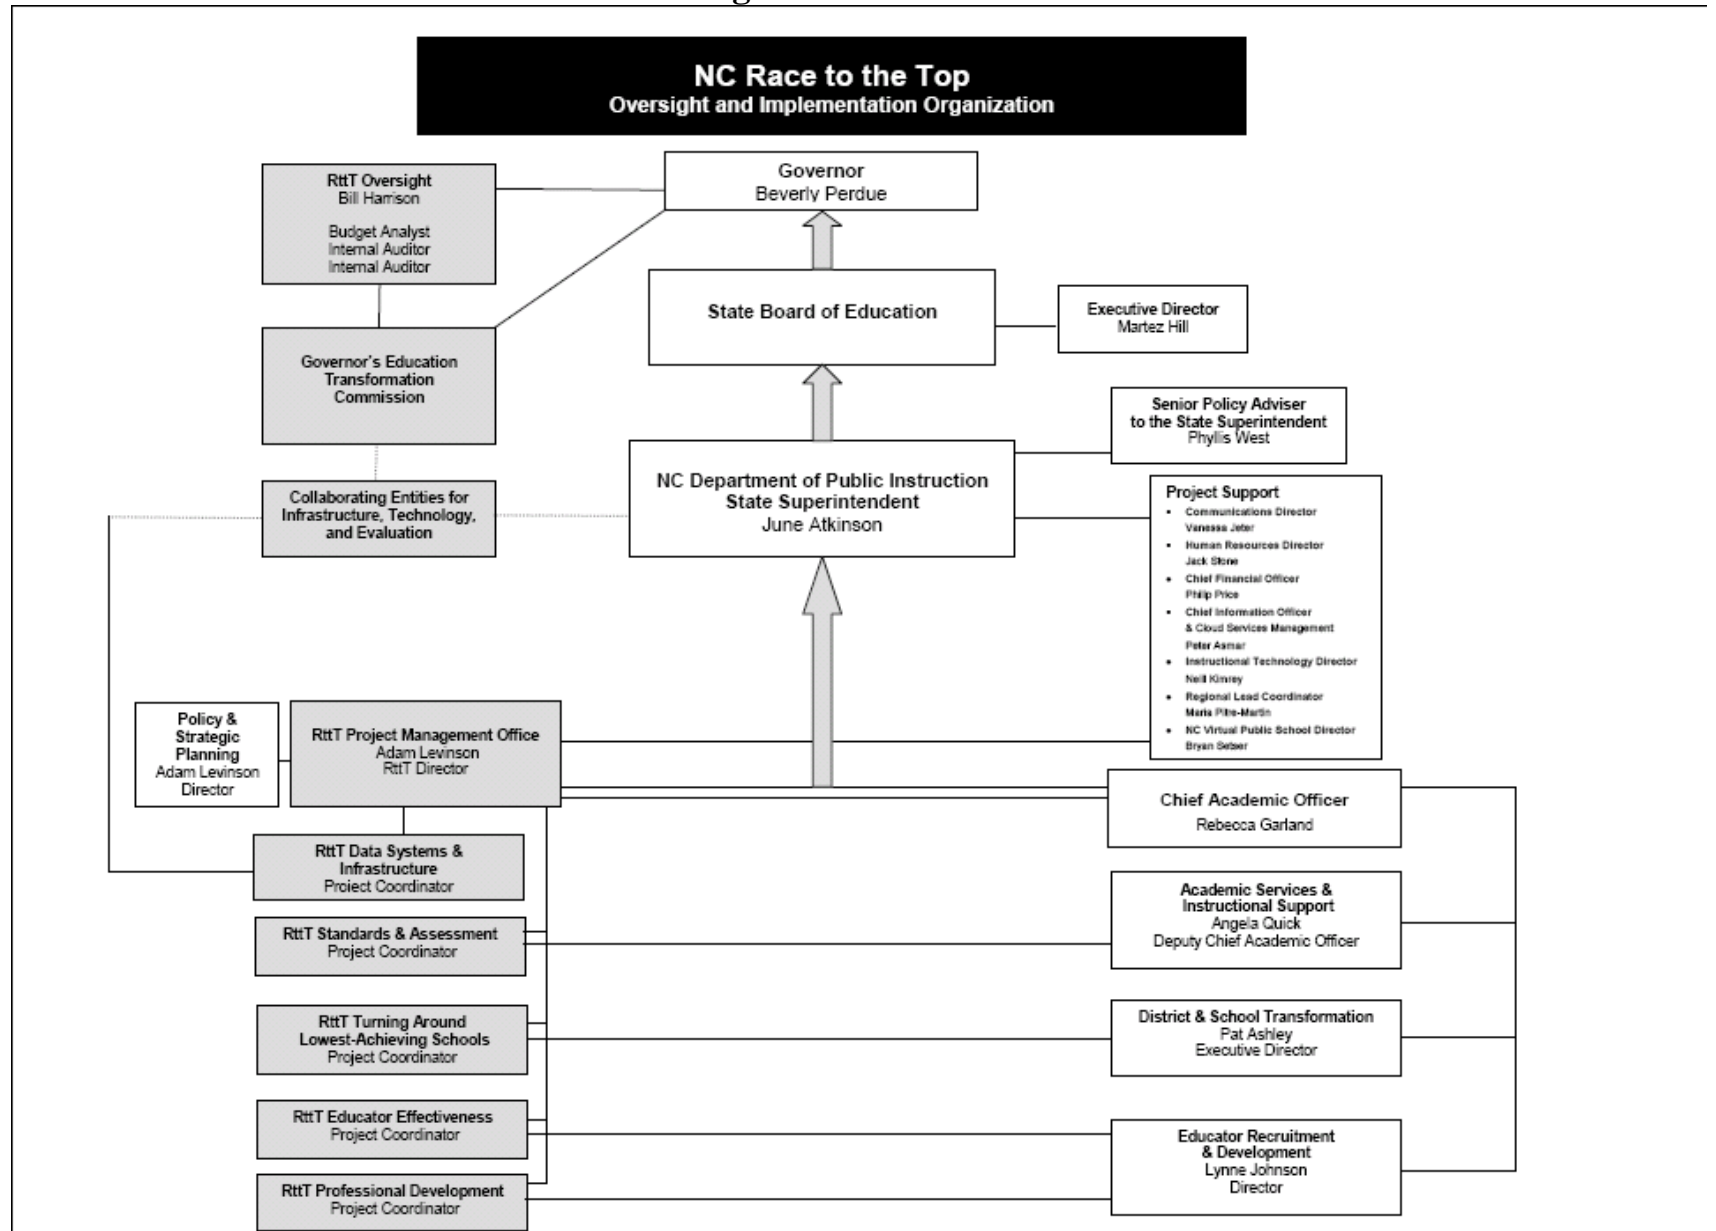 NC Race to the Top
Oversight and Implementation Organization
Governor
Beverly Perdue
RttT Oversight
Bill Harrison
Budget Analyst
Internal Auditor
Internal Auditor
State Board of Education
Executive Director
Martez Hill
Governor's Education
Transformation
Commission
Senior Policy Adviser
to the State Superintendent
Phyllis West
NC Department of Public Instruction
State Superintendent
June Atkinson
Collaborating Entities for
Infrastructure, Technology,
and Evaluation
Project Support
• Communications Director
Vanessa Jeter
• Human Resources Director
Jack Stone
• Chief Financial Officer
Philip Price
• Chief Information Officer
& Cloud Services Management
Peter Asmar
• Instructional Technology Director
Neill Kimrey
• Regional Lead Coordinator
Maria Pitre-Martin
• NC Virtual Public School Director
Bryan Setser
Policy &
Strategic
Planning
Adam Levinson
Director
RttT Project Management Office
Adam Levinson
RttT Director
Chief Academic Officer
Rebecca Garland
RttT Data Systems &
Infrastructure
Project Coordinator
Academic Services &
Instructional Support
Angela Quick
Deputy Chief Academic Officer
RttT Standards & Assessment
Project Coordinator
RttT Turning Around
Lowest-Achieving Schools
Project Coordinator
District & School Transformation
Pat Ashley
Executive Director
RttT Educator Effectiveness
Project Coordinator
Educator Recruitment
& Development
Lynne Johnson
Director
RttT Professional Development
Project Coordinator